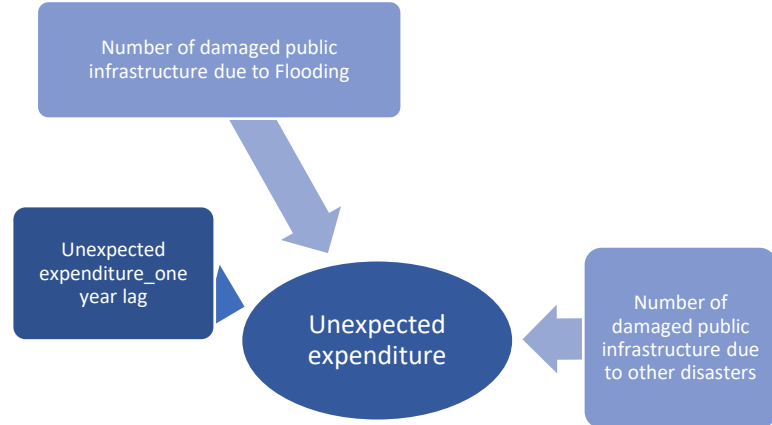 Number of damaged public
infrastructure due to Flooding
Unexpected
expenditure_one
year lag
Unexpected
expenditure
Number of
damaged public
infrastructure due
to other disasters